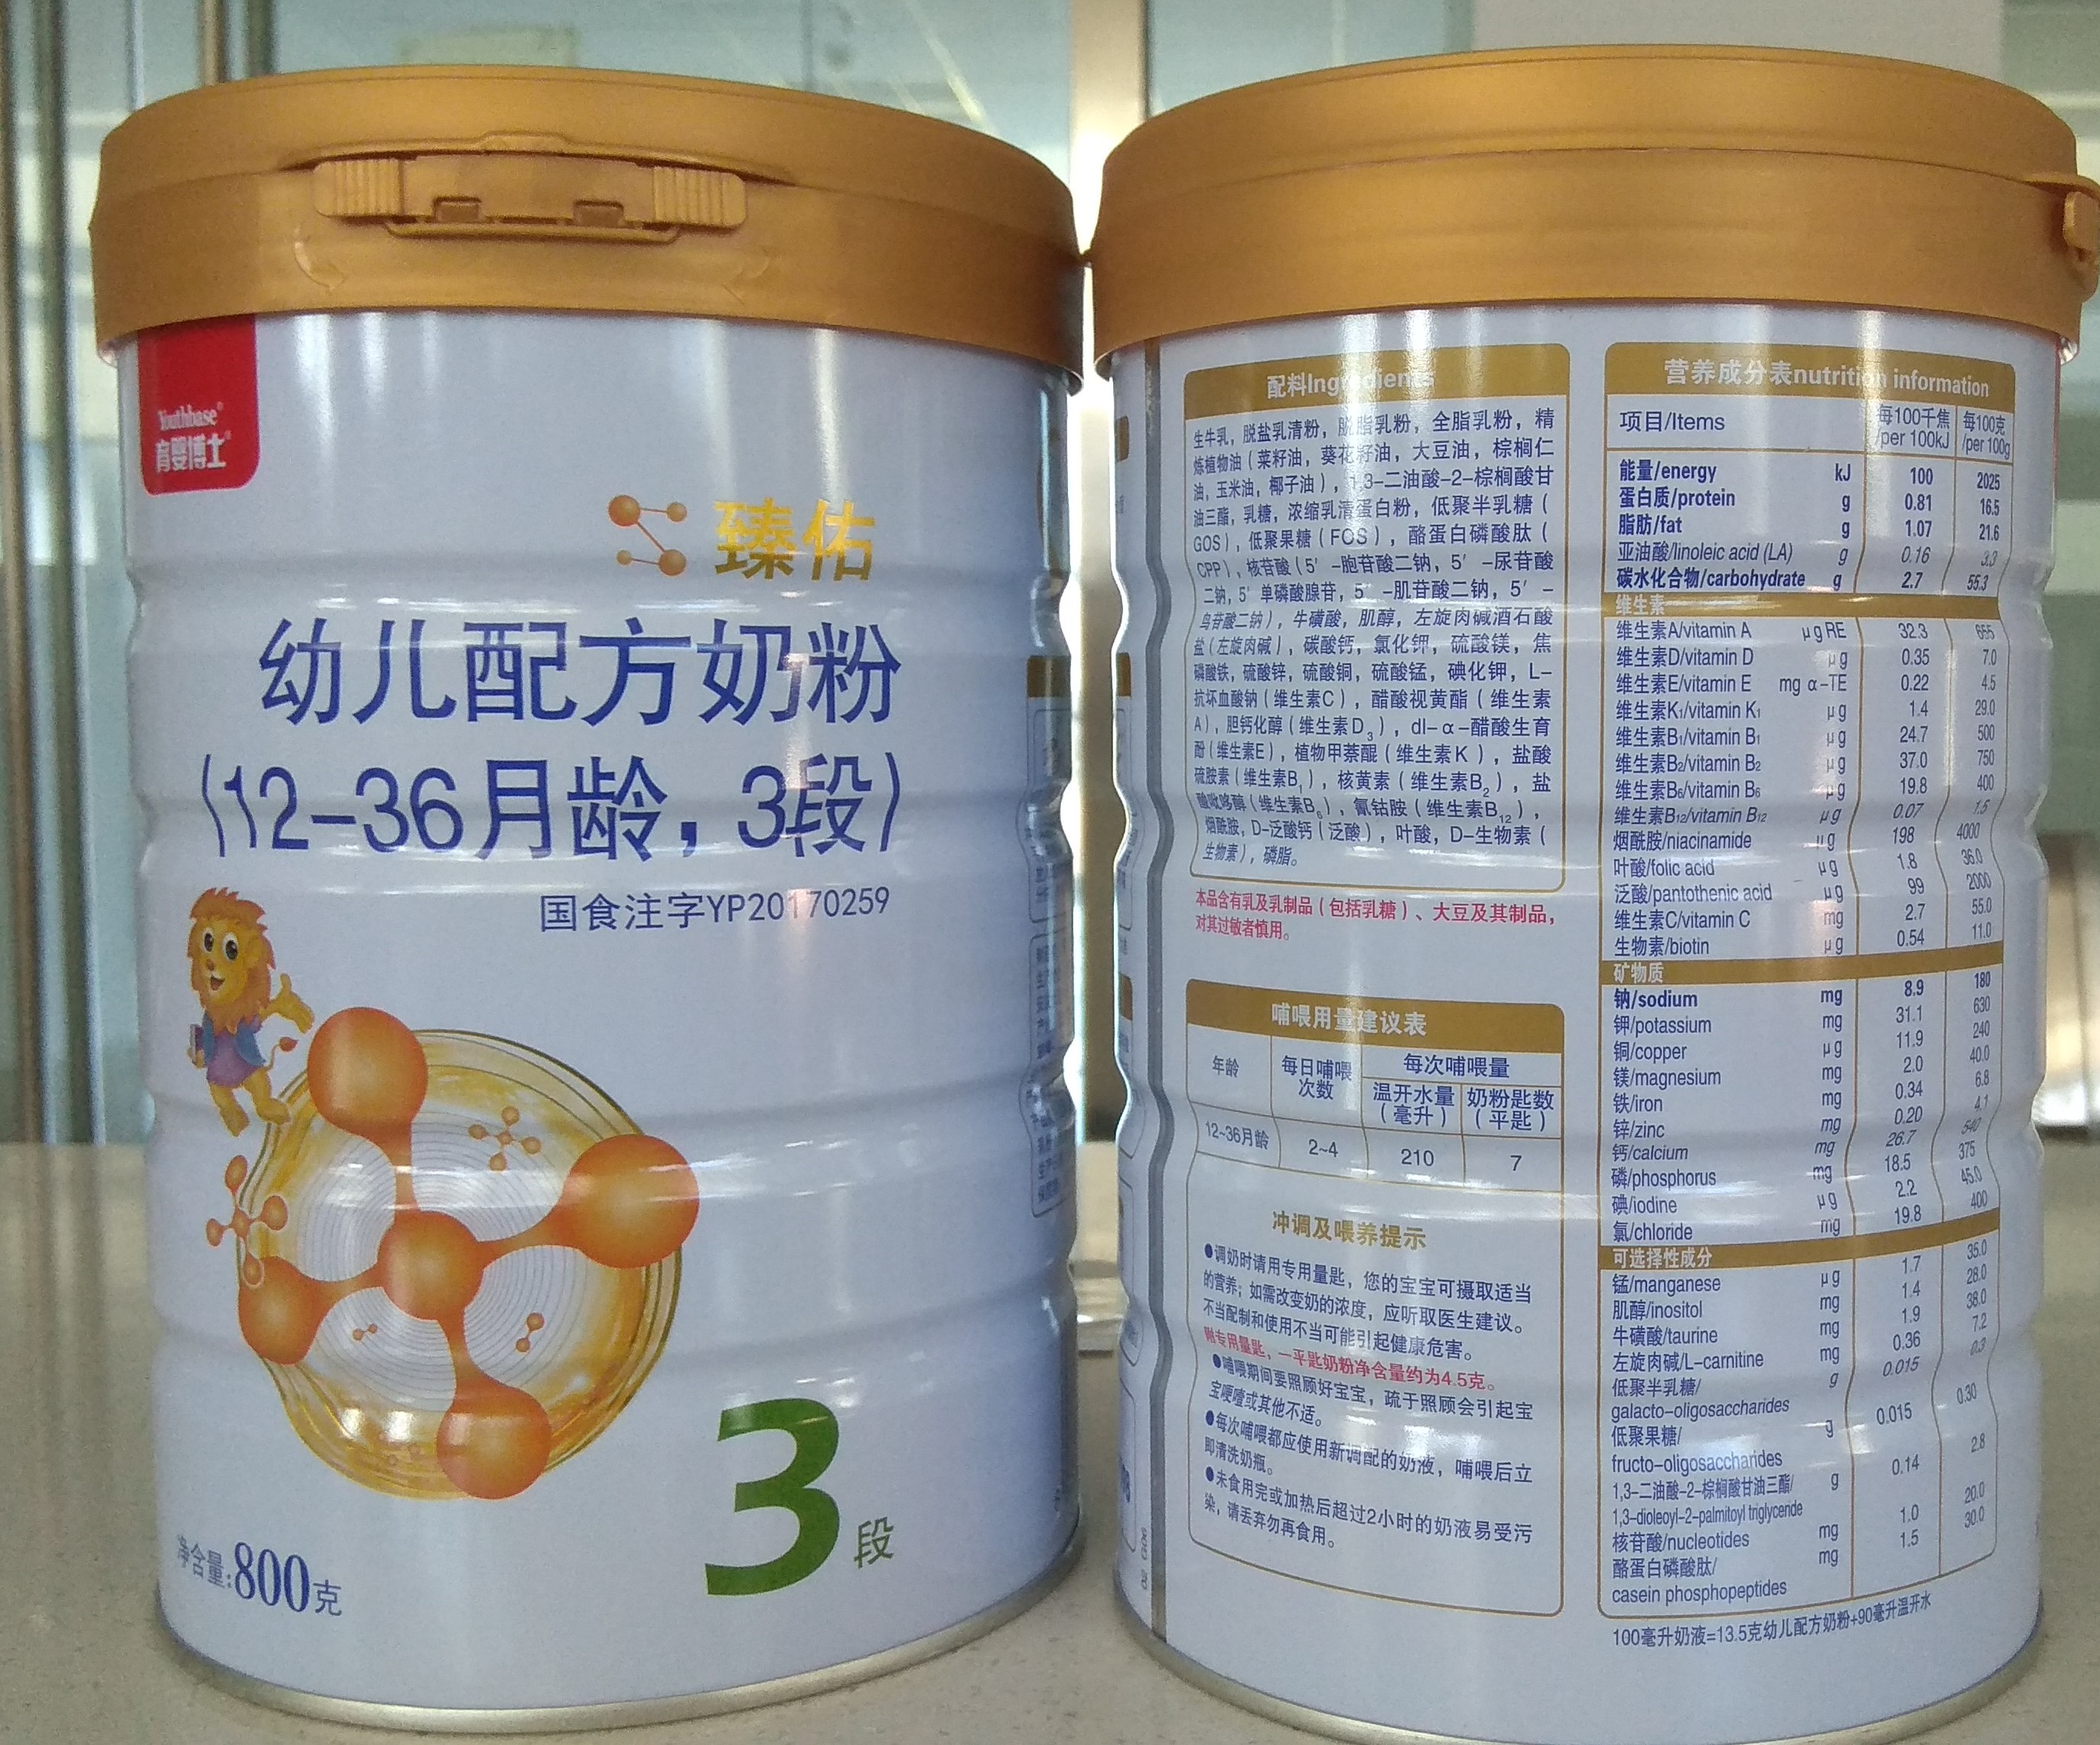 Youthbase®
育婴博士®
臻佑
幼儿配方奶粉
(12-36月龄，3段)
国食注字YP20170259
3段
净含量:800克
配料Ingredients
生牛乳，脱盐乳清粉，脱脂乳粉，全脂乳粉，精
炼植物油（菜籽油，葵花籽油，大豆油，棕榈仁
油，玉米油，椰子油），1,3-二油酸-2-棕榈酸甘
油三酯，乳糖，浓缩乳清蛋白粉，低聚半乳糖（
GOS），低聚果糖（FOS），酪蛋白磷酸肽（
CPP），核苷酸（5′-胞苷酸二钠，5′-尿苷酸
二钠，5′单磷酸腺苷，5′-肌苷酸二钠，5′-
鸟苷酸二钠），牛磺酸，肌醇，左旋肉碱酒石酸
盐（左旋肉碱），碳酸钙，氯化钾，硫酸镁，焦
磷酸铁，硫酸锌，硫酸铜，硫酸锰，碘化钾，L-
抗坏血酸钠（维生素C），醋酸视黄酯（维生素
A），胆钙化醇（维生素D₃），dl-α-醋酸生育
酚（维生素E），植物甲萘醌（维生素K），盐酸
硫胺素（维生素B₁），核黄素（维生素B₂），盐
酸吡哆醇（维生素B₆），氰钴胺（维生素B₁₂），
烟酰胺，D-泛酸钙（泛酸），叶酸，D-生物素（
生物素），磷脂。
本品含有乳及乳制品（包括乳糖）、大豆及其制品，
对其过敏者慎用。
哺喂用量建议表
年龄 每日哺喂次数 每次哺喂量
温开水量（毫升） 奶粉匙数（平匙）
12~36月龄 2~4 210 7
冲调及喂养提示
●调奶时请用专用量匙，您的宝宝可摄取适当
的营养；如需改变奶的浓度，应听取医生建议。
不当配制和使用不当可能引起健康危害。
附专用量匙，一平匙奶粉净含量约为4.5克。
●哺喂期间要照顾好宝宝，疏于照顾会引起宝
宝哽噎或其他不适。
●每次哺喂都应使用新调配的奶液，哺喂后立
即清洗奶瓶。
●未食用完或加热后超过2小时的奶液易受污
染，请丢弃勿再食用。
营养成分表nutrition information
项目/Items 每100千焦/per 100kJ 每100克/per 100g
能量/energy kJ 100 2025
蛋白质/protein g 0.81 16.5
脂肪/fat g 1.07 21.6
亚油酸/linoleic acid (LA) g 0.16 3.3
碳水化合物/carbohydrate g 2.7 55.3
维生素
维生素A/vitamin A μgRE 32.3 655
维生素D/vitamin D μg 0.35 7.0
维生素E/vitamin E mg α-TE 0.22 4.5
维生素K₁/vitamin K₁ μg 1.4 29.0
维生素B₁/vitamin B₁ μg 24.7 500
维生素B₂/vitamin B₂ μg 37.0 750
维生素B₆/vitamin B₆ μg 19.8 400
维生素B₁₂/vitamin B₁₂ μg 0.07 1.5
烟酰胺/niacinamide μg 198 4000
叶酸/folic acid μg 1.8 36.0
泛酸/pantothenic acid μg 99 2000
维生素C/vitamin C mg 2.7 55.0
生物素/biotin μg 0.54 11.0
矿物质
钠/sodium mg 8.9 180
钾/potassium mg 31.1 630
铜/copper μg 11.9 240
镁/magnesium mg 2.0 40.0
铁/iron mg 0.34 6.8
锌/zinc mg 0.20 4.1
钙/calcium mg 26.7 540
磷/phosphorus mg 18.5 375
碘/iodine μg 2.2 45.0
氯/chloride mg 19.8 400
可选择性成分
锰/manganese μg 1.7 35.0
肌醇/inositol mg 1.4 28.0
牛磺酸/taurine mg 1.9 38.0
左旋肉碱/L-carnitine mg 0.36 7.2
低聚半乳糖/ g 0.015 0.3
galacto-oligosaccharides
低聚果糖/ g 0.015 0.30
fructo-oligosaccharides
1,3-二油酸-2-棕榈酸甘油三酯/ g 0.14 2.8
1,3-dioleoyl-2-palmitoyl triglyceride
核苷酸/nucleotides mg 1.0 20.0
酪蛋白磷酸肽/ mg 1.5 30.0
casein phosphopeptides
100毫升奶液=13.5克幼儿配方奶粉+90毫升温开水